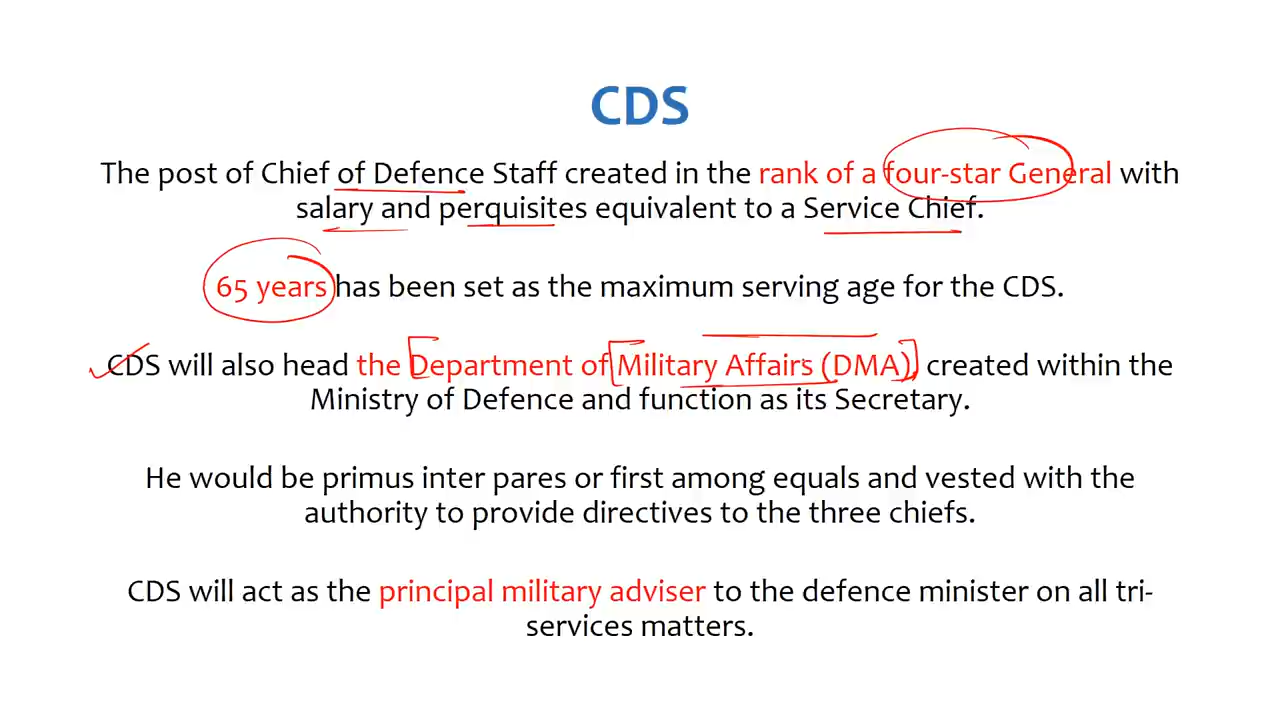 CDS
The post of Chief of Defence Staff created in the rank of a four-star General with
salary and perquisites equivalent to a Service Chief.
65 years has been set as the maximum serving age for the CDS.
CDS will also head the Department of Military Affairs (DMA), created within the
Ministry of Defence and function as its Secretary.
He would be primus inter pares or first among equals and vested with the
authority to provide directives to the three chiefs.
CDS will act as the principal military adviser to the defence minister on all tri-
services matters.